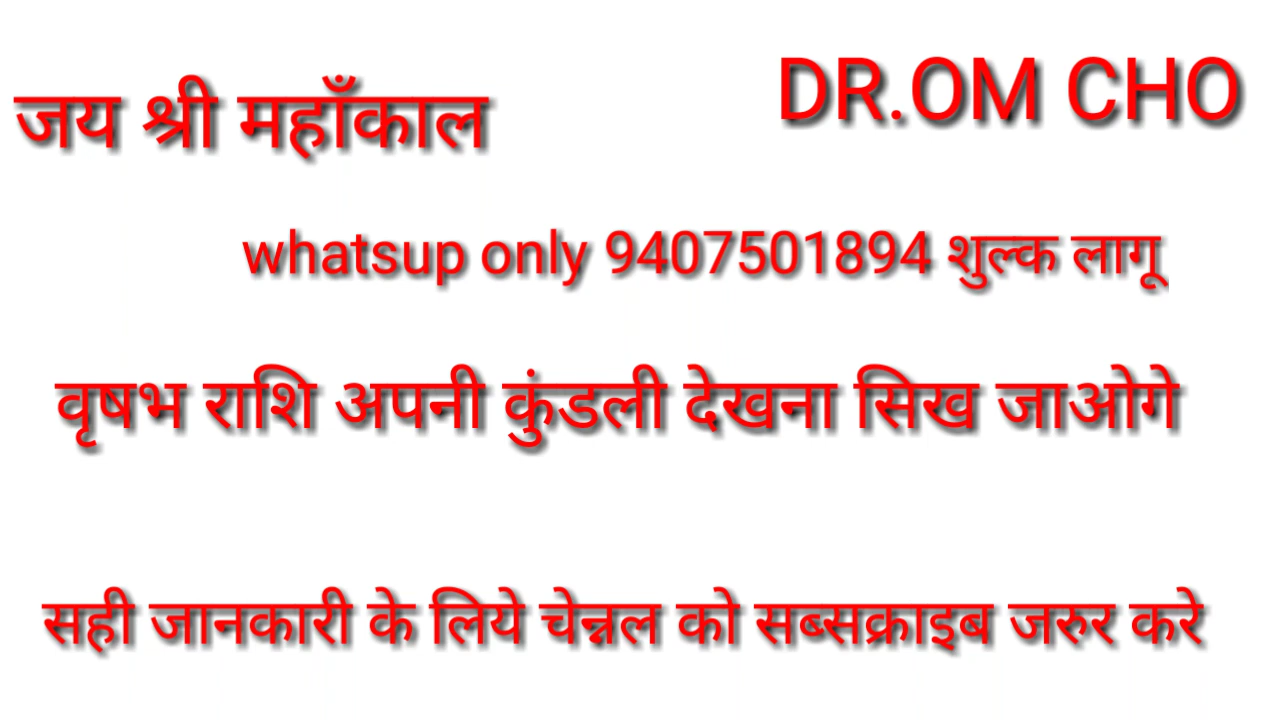 जय श्री महाँकाल
DR.OM CHO
whatsup only 9407501894 शुल्क लागू
वृषभ राशि अपनी कुंडली देखना सिख जाओगे
सही जानकारी के लिये चेन्नल को सब्सक्राइब जरुर करे